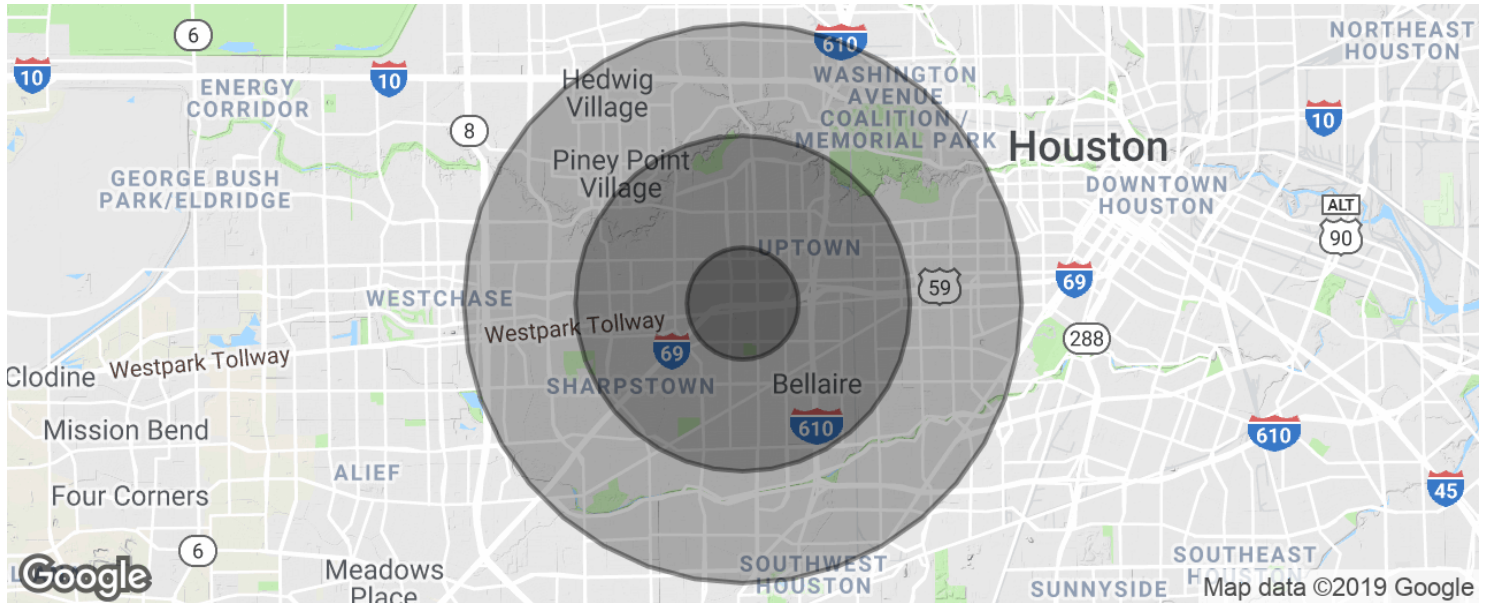 6
10
10
ENERGY
CORRIDOR
8
GEORGE BUSH
PARK/ELDRIDGE
Hedwig
Village
610
WASHINGTON
AVENUE
COALITION /
MEMORIAL PARK
NORTHEAST
HOUSTON
10
Houston
Piney Point
Village
DOWNTOWN
HOUSTON
ALT
90
UPTOWN
59
69
WESTCHASE
Westpark Tollway
69
288
Westpark Tollway
Clodine
SHARPSTOWN
Bellaire
610
610
Mission Bend
ALIEF
Four Corners
45
6
Meadows
Place
SOUTHWEST
HOUSTON
SOUTHEAST
SUNNYSIDE
Google
Map data ©2019 Google